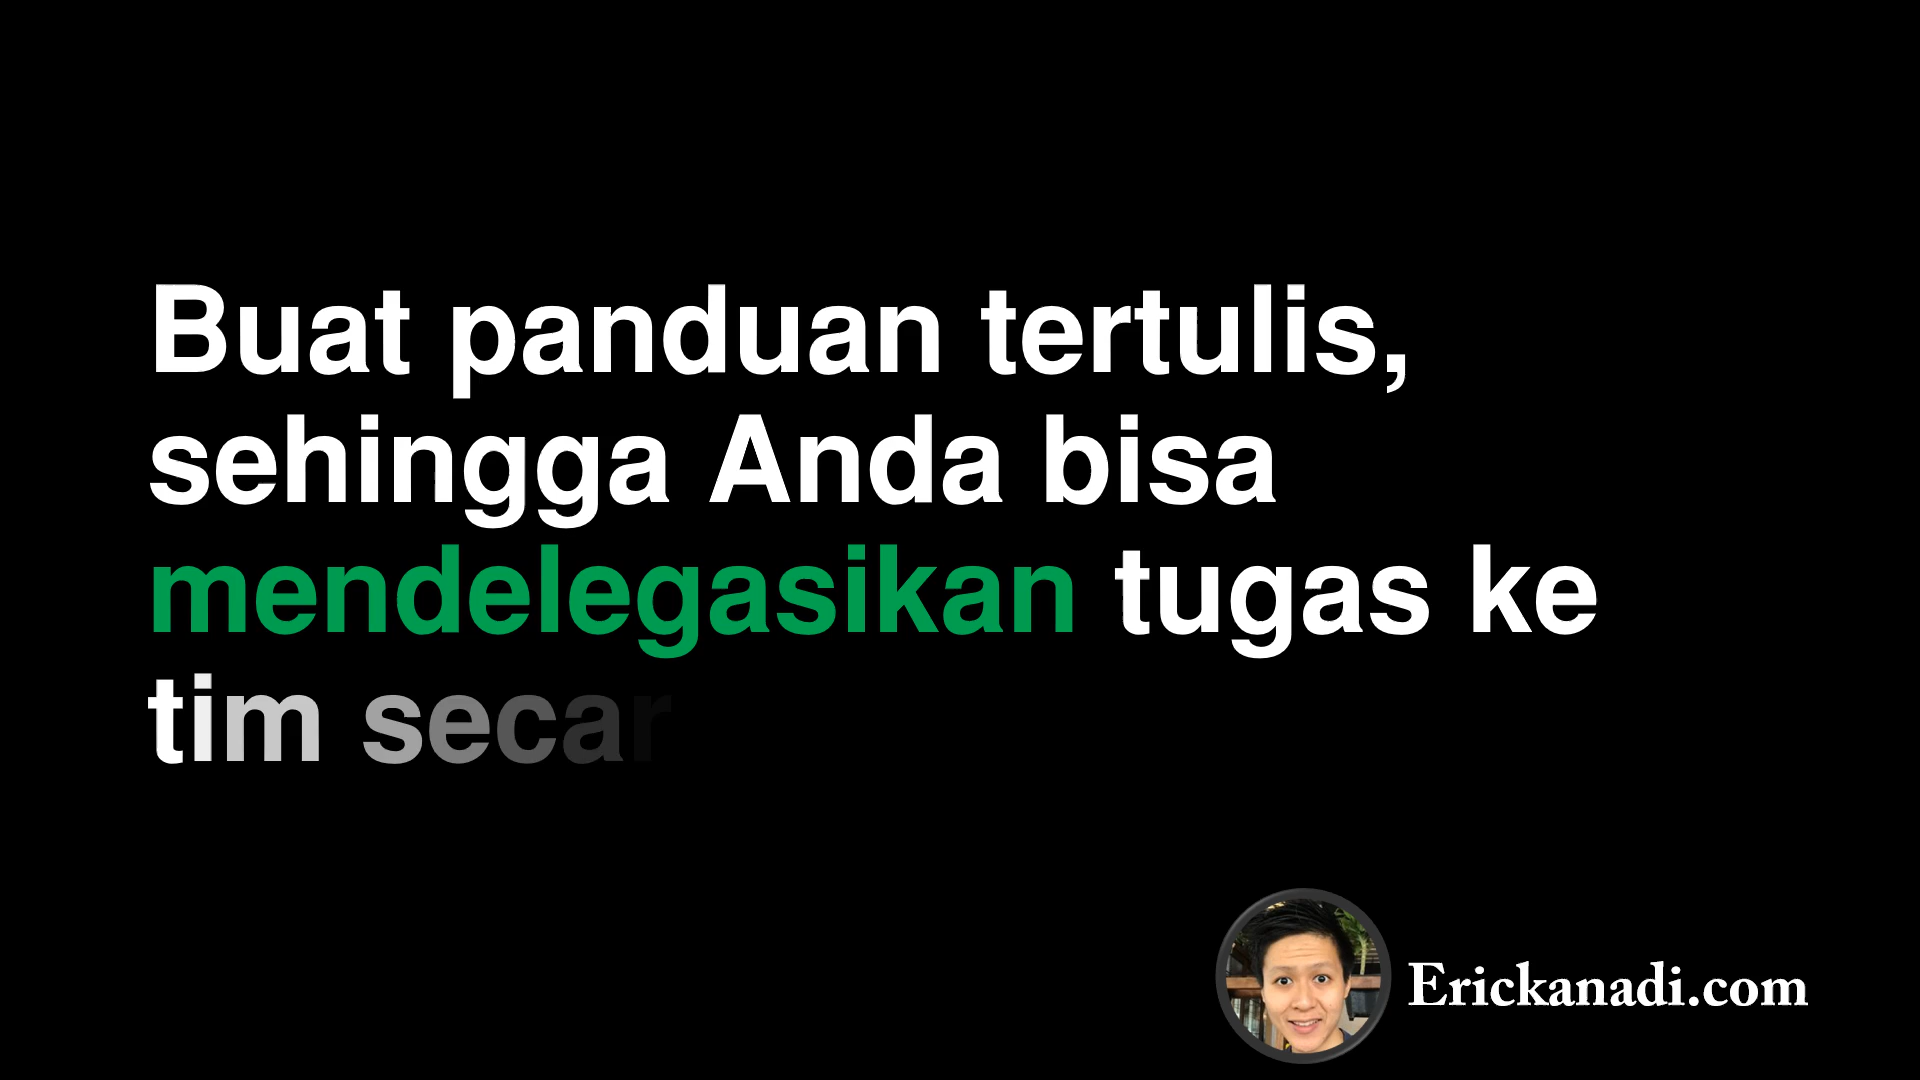 Buat panduan tertulis,
sehingga Anda bisa
mendelegasikan tugas ke
tim secar
Erickanadi.com